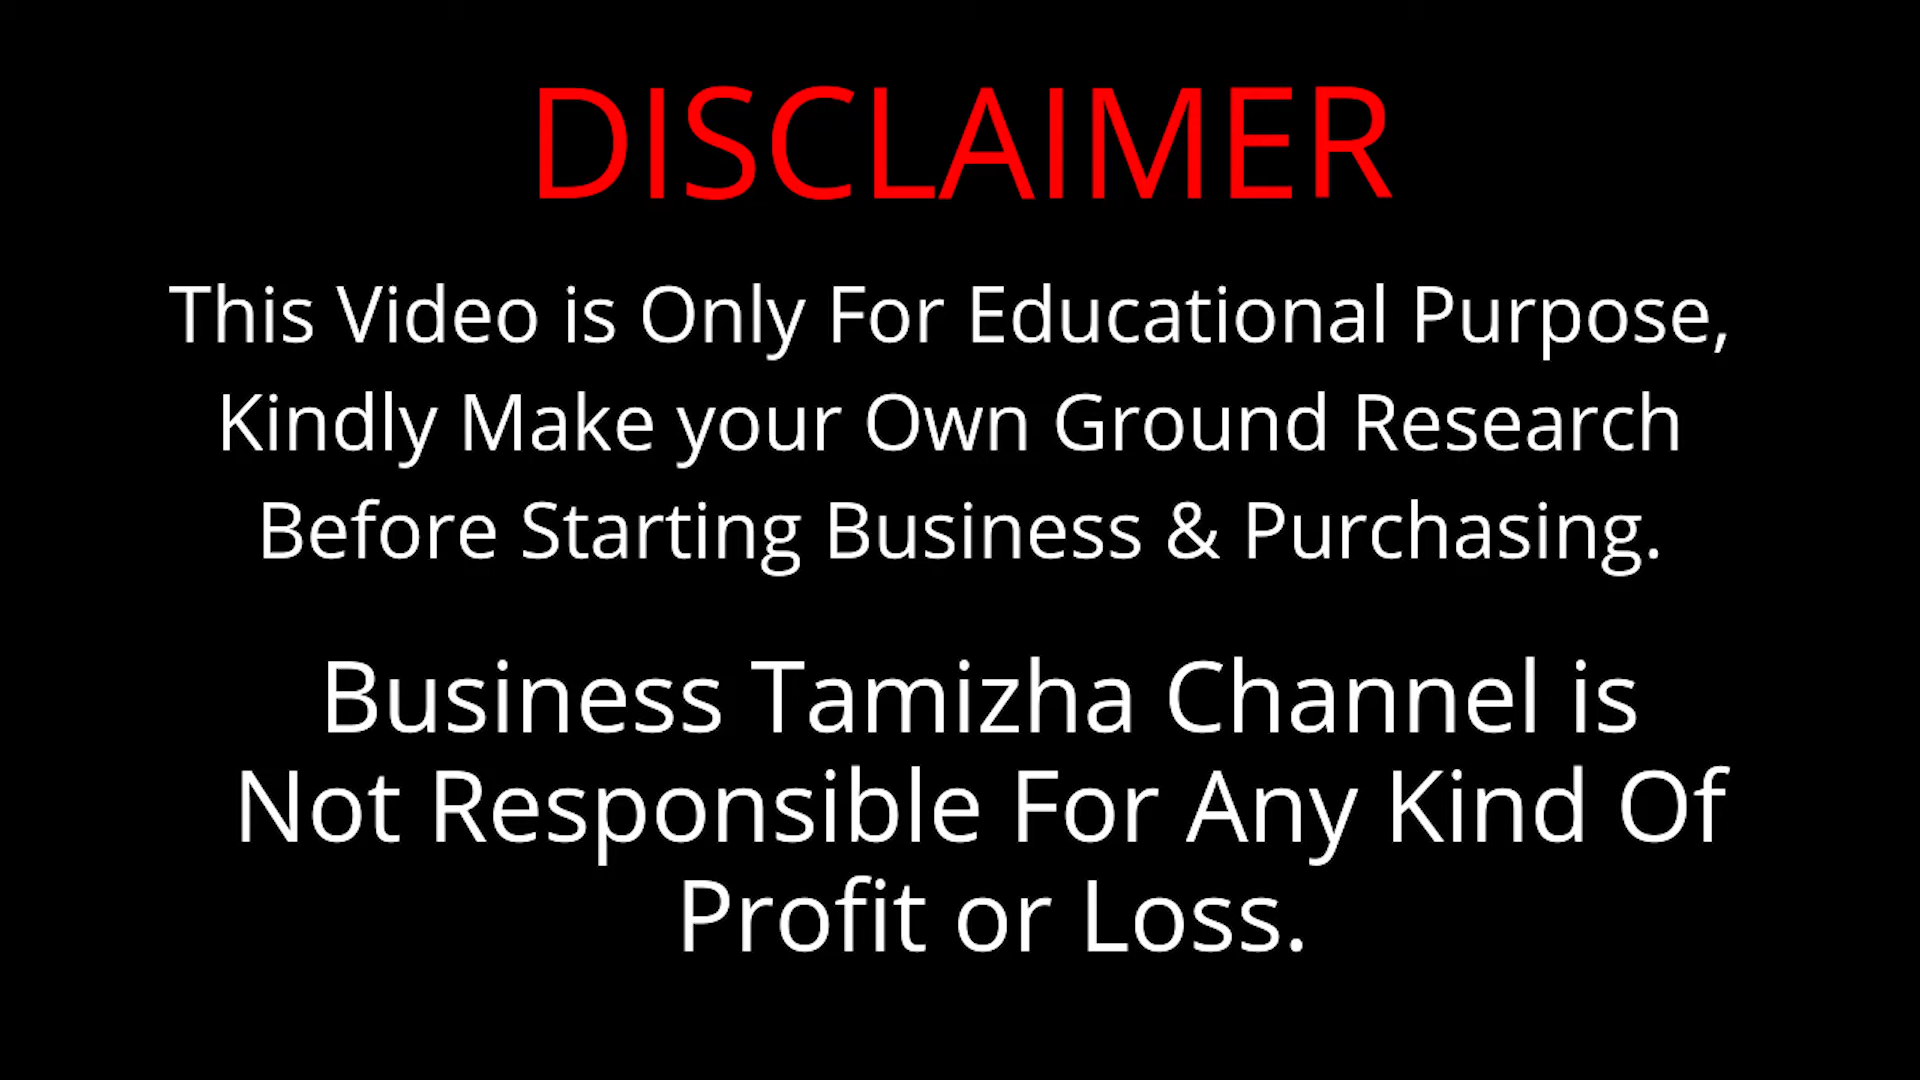 DISCLAIMER
This Video is Only For Educational Purpose,
Kindly Make your Own Ground Research
Before Starting Business & Purchasing.
Business Tamizha Channel is
Not Responsible For Any Kind Of
Profit or Loss.